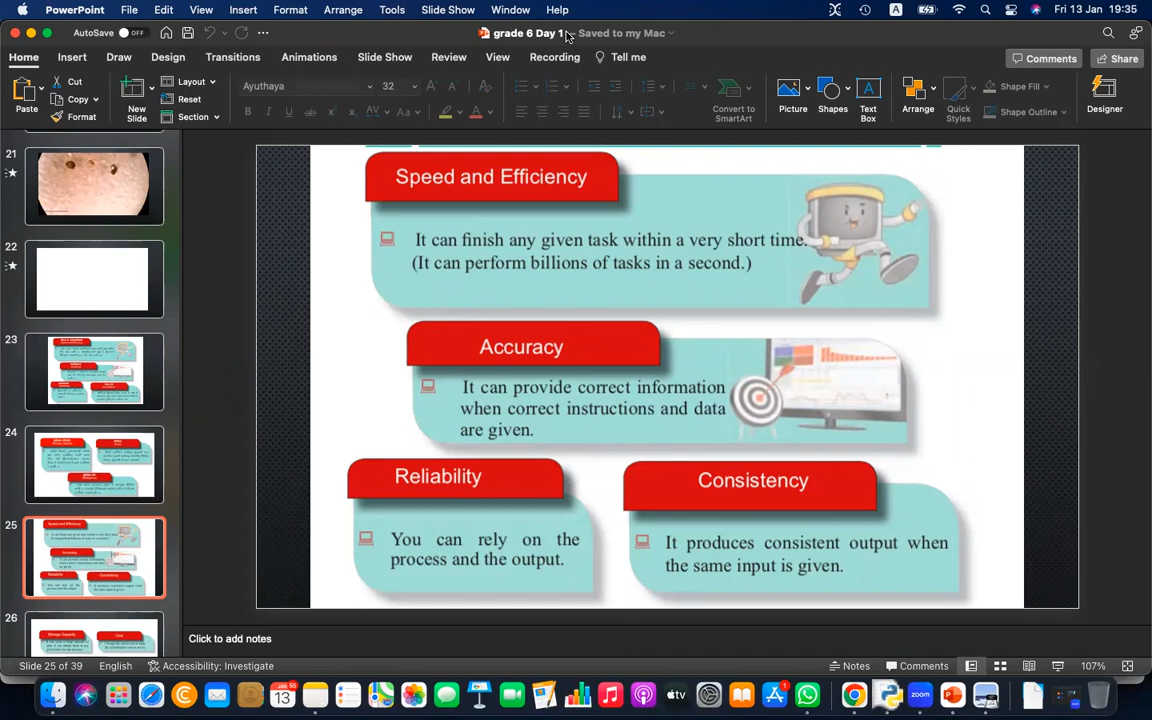 PowerPoint File Edit View Insert Format Arrange Tools Slide Show Window Help A Fri 13 Jan 19:35
AutoSave OFF grade 6 Day 1 — Saved to my Mac
Home Insert Draw Design Transitions Animations Slide Show Review View Recording Tell me Comments Share
Paste Cut Copy Format
New Slide Layout Reset Section
Ayuthaya 32
Convert to SmartArt
Picture Shapes Text Box Arrange Quick Styles Shape Fill Shape Outline Designer
21
22
23
24
25
26
Speed and Efficiency
It can finish any given task within a very short time.
(It can perform billions of tasks in a second.)
Accuracy
It can provide correct information
when correct instructions and data
are given.
Reliability
You can rely on the
process and the output.
Consistency
It produces consistent output when
the same input is given.
Click to add notes
Slide 25 of 39 English Accessibility: Investigate Notes Comments 107%
JAN
13
tv
zoom